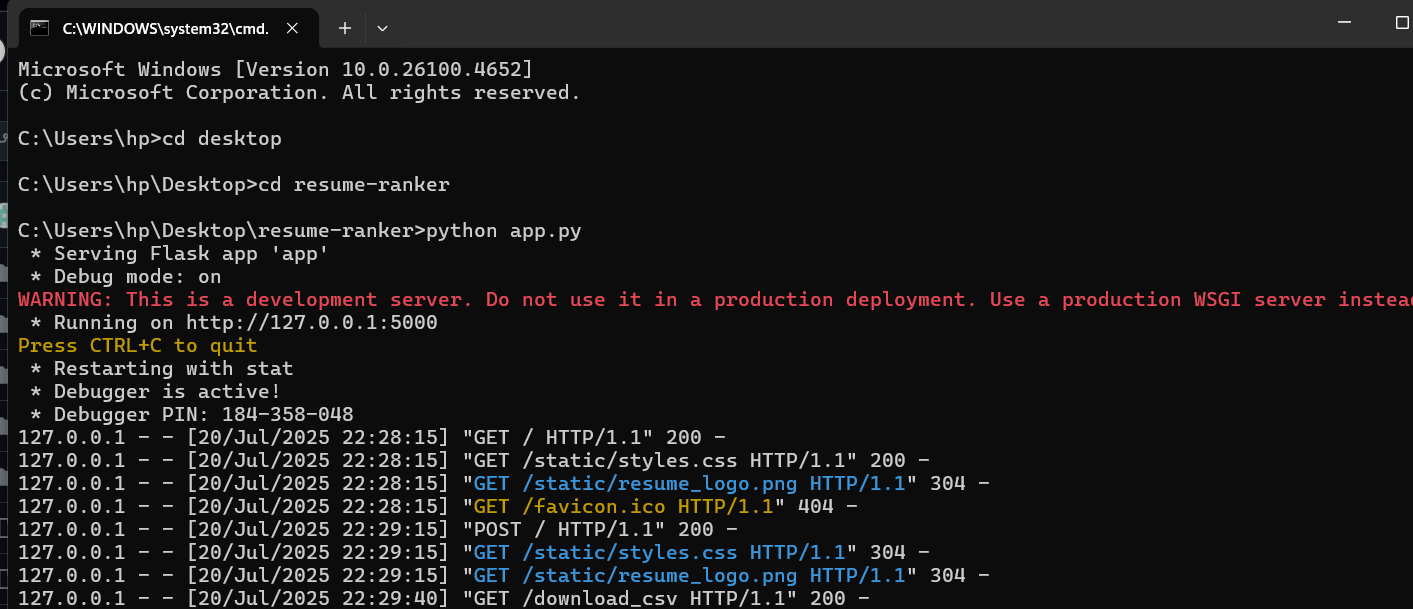 C:\WINDOWS\system32\cmd.
Microsoft Windows [Version 10.0.26100.4652]
(c) Microsoft Corporation. All rights reserved.
C:\Users\hp>cd desktop
C:\Users\hp\Desktop>cd resume-ranker
C:\Users\hp\Desktop\resume-ranker>python app.py
* Serving Flask app 'app'
* Debug mode: on
WARNING: This is a development server. Do not use it in a production deployment. Use a production WSGI server instead
* Running on http://127.0.0.1:5000
Press CTRL+C to quit
* Restarting with stat
* Debugger is active!
* Debugger PIN: 184-358-048
127.0.0.1 - - [20/Jul/2025 22:28:15] "GET / HTTP/1.1" 200 -
127.0.0.1 - - [20/Jul/2025 22:28:15] "GET /static/styles.css HTTP/1.1" 200 -
127.0.0.1 - - [20/Jul/2025 22:28:15] "GET /static/resume_logo.png HTTP/1.1" 304 -
127.0.0.1 - - [20/Jul/2025 22:28:15] "GET /favicon.ico HTTP/1.1" 404 -
127.0.0.1 - - [20/Jul/2025 22:29:15] "POST / HTTP/1.1" 200 -
127.0.0.1 - - [20/Jul/2025 22:29:15] "GET /static/styles.css HTTP/1.1" 304 -
127.0.0.1 - - [20/Jul/2025 22:29:15] "GET /static/resume_logo.png HTTP/1.1" 304 -
127.0.0.1 - - [20/Jul/2025 22:29:40] "GET /download_csv HTTP/1.1" 200 -